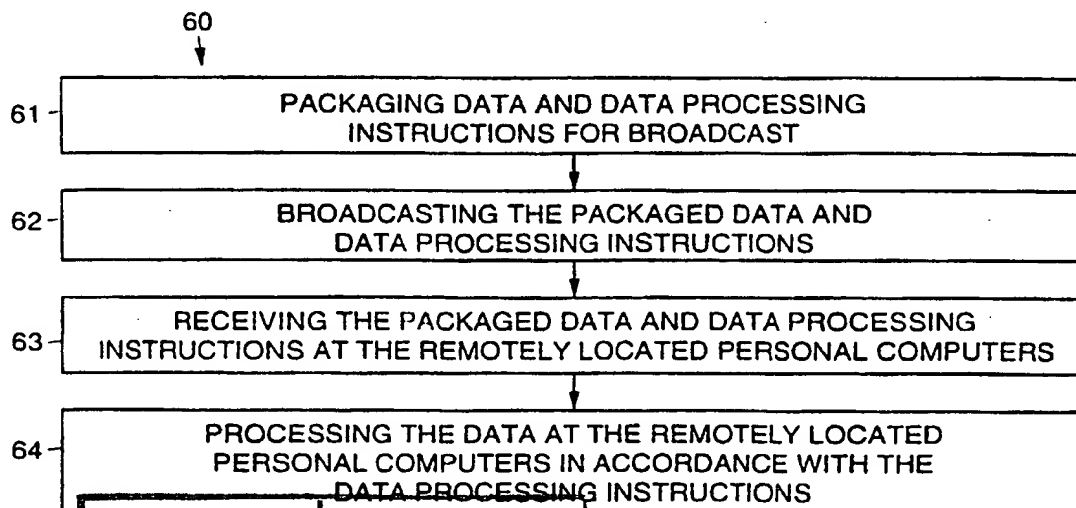 60
61
PACKAGING DATA AND DATA PROCESSING
INSTRUCTIONS FOR BROADCAST
62
BROADCASTING THE PACKAGED DATA AND
DATA PROCESSING INSTRUCTIONS
63
RECEIVING THE PACKAGED DATA AND DATA PROCESSING
INSTRUCTIONS AT THE REMOTELY LOCATED PERSONAL COMPUTERS
64
PROCESSING THE DATA AT THE REMOTELY LOCATED
PERSONAL COMPUTERS IN ACCORDANCE WITH THE
DATA PROCESSING INSTRUCTIONS